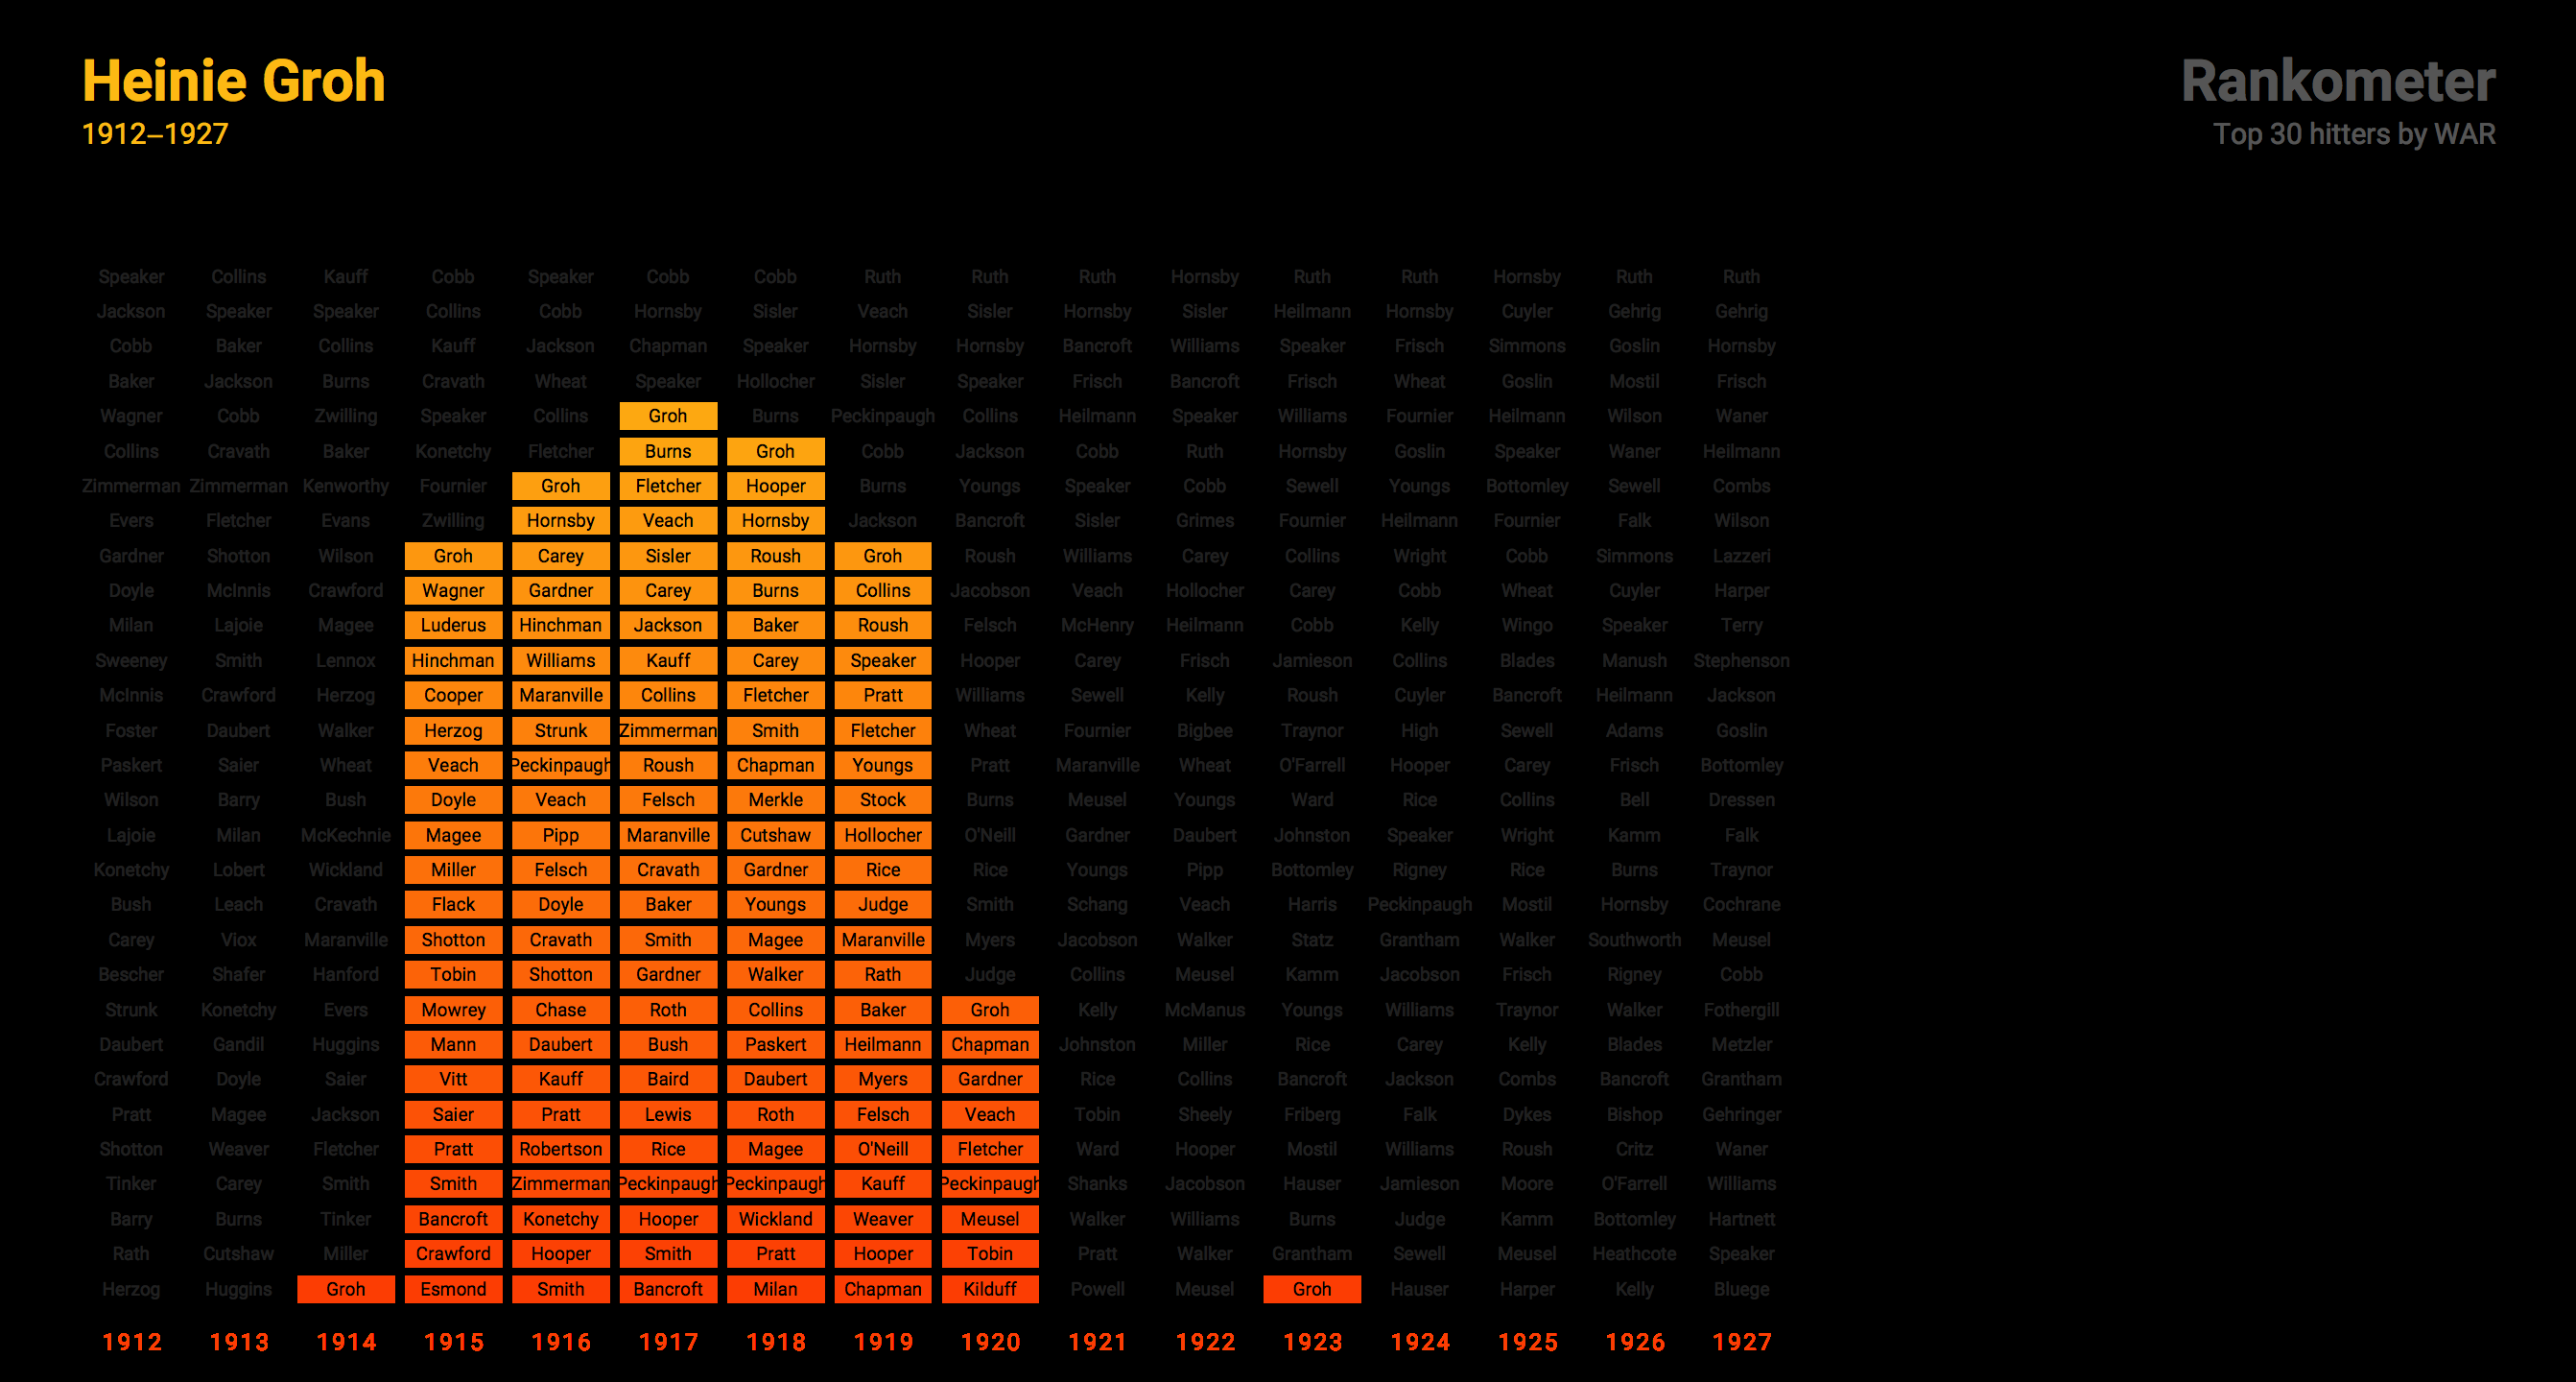 Heinie Groh
1912–1927
Rankometer
Top 30 hitters by WAR
Speaker Collins Kauff Cobb Speaker Cobb Cobb Ruth Ruth Ruth Hornsby Ruth Ruth Hornsby Ruth Ruth
Jackson Speaker Speaker Collins Cobb Hornsby Sisler Veach Sisler Hornsby Sisler Heilmann Hornsby Cuyler Gehrig Gehrig
Cobb Baker Collins Kauff Jackson Chapman Speaker Hornsby Hornsby Bancroft Williams Speaker Frisch Simmons Goslin Hornsby
Baker Jackson Burns Cravath Wheat Speaker Hollocher Sisler Speaker Frisch Bancroft Frisch Wheat Goslin Mostil Frisch
Wagner Cobb Zwilling Speaker Collins Groh Burns Peckinpaugh Collins Heilmann Speaker Williams Fournier Heilmann Wilson Waner
Collins Cravath Baker Konetchy Fletcher Burns Groh Cobb Jackson Cobb Ruth Hornsby Goslin Speaker Waner Heilmann
Zimmerman Zimmerman Kenworthy Fournier Groh Fletcher Hooper Burns Youngs Speaker Cobb Sewell Youngs Bottomley Sewell Combs
Evers Fletcher Evans Zwilling Hornsby Veach Hornsby Jackson Bancroft Sisler Grimes Fournier Heilmann Fournier Falk Wilson
Gardner Shotton Wilson Groh Carey Sisler Roush Groh Roush Williams Carey Collins Wright Cobb Simmons Lazzeri
Doyle McInnis Crawford Wagner Gardner Carey Burns Collins Jacobson Veach Hollocher Carey Cobb Wheat Cuyler Harper
Milan Lajoie Magee Luderus Hinchman Jackson Baker Roush Felsch McHenry Heilmann Cobb Kelly Wingo Speaker Terry
Sweeney Smith Lennox Hinchman Williams Kauff Carey Speaker Hooper Carey Frisch Jamieson Collins Blades Manush Stephenson
McInnis Crawford Herzog Cooper Maranville Collins Fletcher Pratt Williams Sewell Kelly Roush Cuyler Bancroft Heilmann Jackson
Foster Daubert Walker Herzog Strunk Zimmerman Smith Fletcher Wheat Fournier Bigbee Traynor High Sewell Adams Goslin
Paskert Saier Wheat Veach Peckinpaugh Roush Chapman Youngs Pratt Maranville Wheat O'Farrell Hooper Carey Frisch Bottomley
Wilson Barry Bush Doyle Veach Felsch Merkle Stock Burns Meusel Youngs Ward Rice Collins Bell Dressen
Lajoie Milan McKechnie Magee Pipp Maranville Cutshaw Hollocher O'Neill Gardner Daubert Johnston Speaker Wright Kamm Falk
Konetchy Lobert Wickland Miller Felsch Cravath Gardner Rice Rice Youngs Pipp Bottomley Rigney Rice Burns Traynor
Bush Leach Cravath Flack Doyle Baker Youngs Judge Smith Schang Veach Harris Peckinpaugh Mostil Hornsby Cochrane
Carey Viox Maranville Shotton Cravath Smith Magee Maranville Myers Jacobson Walker Statz Grantham Walker Southworth Meusel
Bescher Shafer Hanford Tobin Shotton Gardner Walker Rath Judge Collins Meusel Kamm Jacobson Frisch Rigney Cobb
Strunk Konetchy Evers Mowrey Chase Roth Collins Baker Groh Kelly McManus Youngs Williams Traynor Walker Fothergill
Daubert Gandil Huggins Mann Daubert Bush Paskert Heilmann Chapman Johnston Miller Rice Carey Kelly Blades Metzler
Crawford Doyle Saier Vitt Kauff Baird Daubert Myers Gardner Rice Collins Bancroft Jackson Combs Bancroft Grantham
Pratt Magee Jackson Saier Pratt Lewis Roth Felsch Veach Tobin Sheely Friberg Falk Dykes Bishop Gehringer
Shotton Weaver Fletcher Pratt Robertson Rice Magee O'Neill Fletcher Ward Hooper Mostil Williams Roush Critz Waner
Tinker Carey Smith Smith Zimmerman Peckinpaugh Peckinpaugh Kauff Peckinpaugh Shanks Jacobson Hauser Jamieson Moore O'Farrell Williams
Barry Burns Tinker Bancroft Konetchy Hooper Wickland Weaver Meusel Walker Williams Burns Judge Kamm Bottomley Hartnett
Rath Cutshaw Miller Crawford Hooper Smith Pratt Hooper Tobin Pratt Walker Grantham Sewell Meusel Heathcote Speaker
Herzog Huggins Groh Esmond Smith Bancroft Milan Chapman Kilduff Powell Meusel Groh Hauser Harper Kelly Bluege
1912 1913 1914 1915 1916 1917 1918 1919 1920 1921 1922 1923 1924 1925 1926 1927